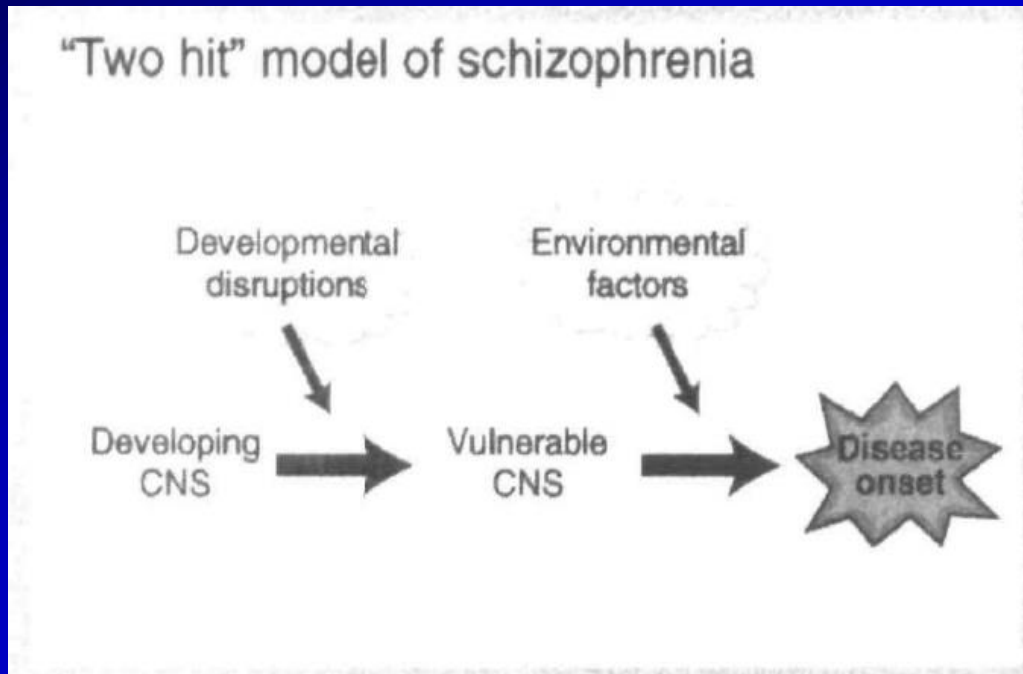 “Two hit” model of schizophrenia
Developmental
disruptions
Environmental
factors
Developing
CNS
Vulnerable
CNS
Disease
onset